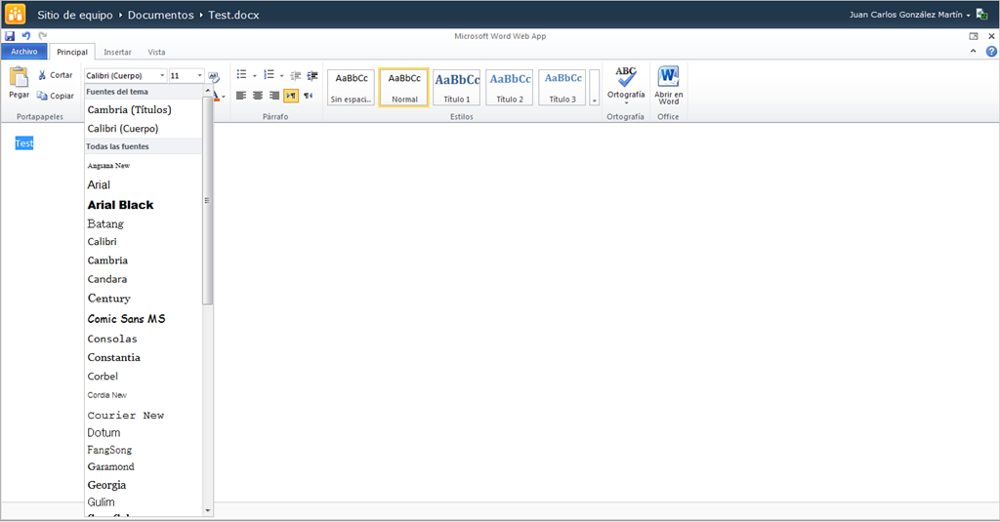 Sitio de equipo ▸ Documentos ▸ Test.docx
Juan Carlos González Martín
Microsoft Word Web App
Archivo Principal Insertar Vista
Pegar
Cortar
Copiar
Portapapeles
Calibri (Cuerpo) 11
Párrafo
AaBbCc AaBbCc AaBbCc AaBbCc AaBbCc
Sin espaci... Normal Título 1 Título 2 Título 3
Estilos
ABC
Ortografía
Ortografía
Abrir en
Word
Office
Test
Fuentes del tema
Cambria (Títulos)
Calibri (Cuerpo)
Todas las fuentes
Angsana New
Arial
Arial Black
Batang
Calibri
Cambria
Candara
Century
Comic Sans MS
Consolas
Constantia
Corbel
Cordia New
Courier New
Dotum
FangSong
Garamond
Georgia
Gulim